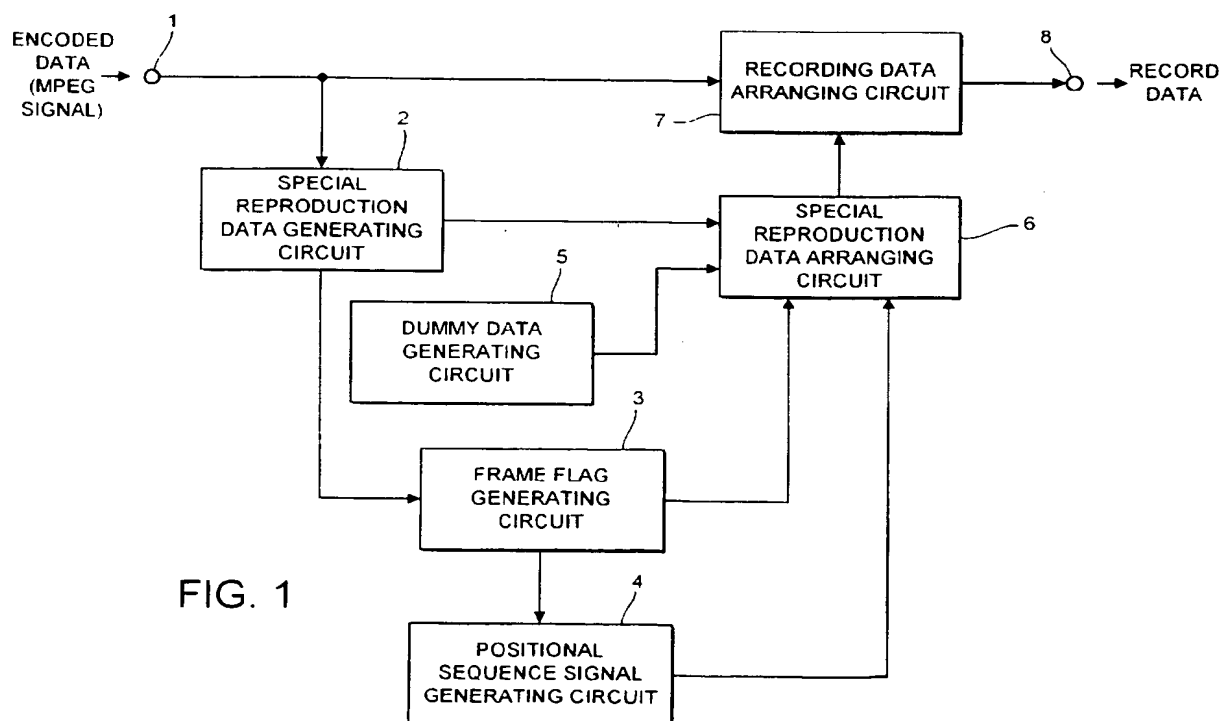 1
ENCODED
DATA
(MPEG
SIGNAL)
RECORDING DATA
ARRANGING CIRCUIT
7
8
RECORD
DATA
2
SPECIAL
REPRODUCTION
DATA GENERATING
CIRCUIT
SPECIAL
REPRODUCTION
DATA ARRANGING
CIRCUIT
6
5
DUMMY DATA
GENERATING
CIRCUIT
3
FRAME FLAG
GENERATING
CIRCUIT
FIG. 1
4
POSITIONAL
SEQUENCE SIGNAL
GENERATING CIRCUIT